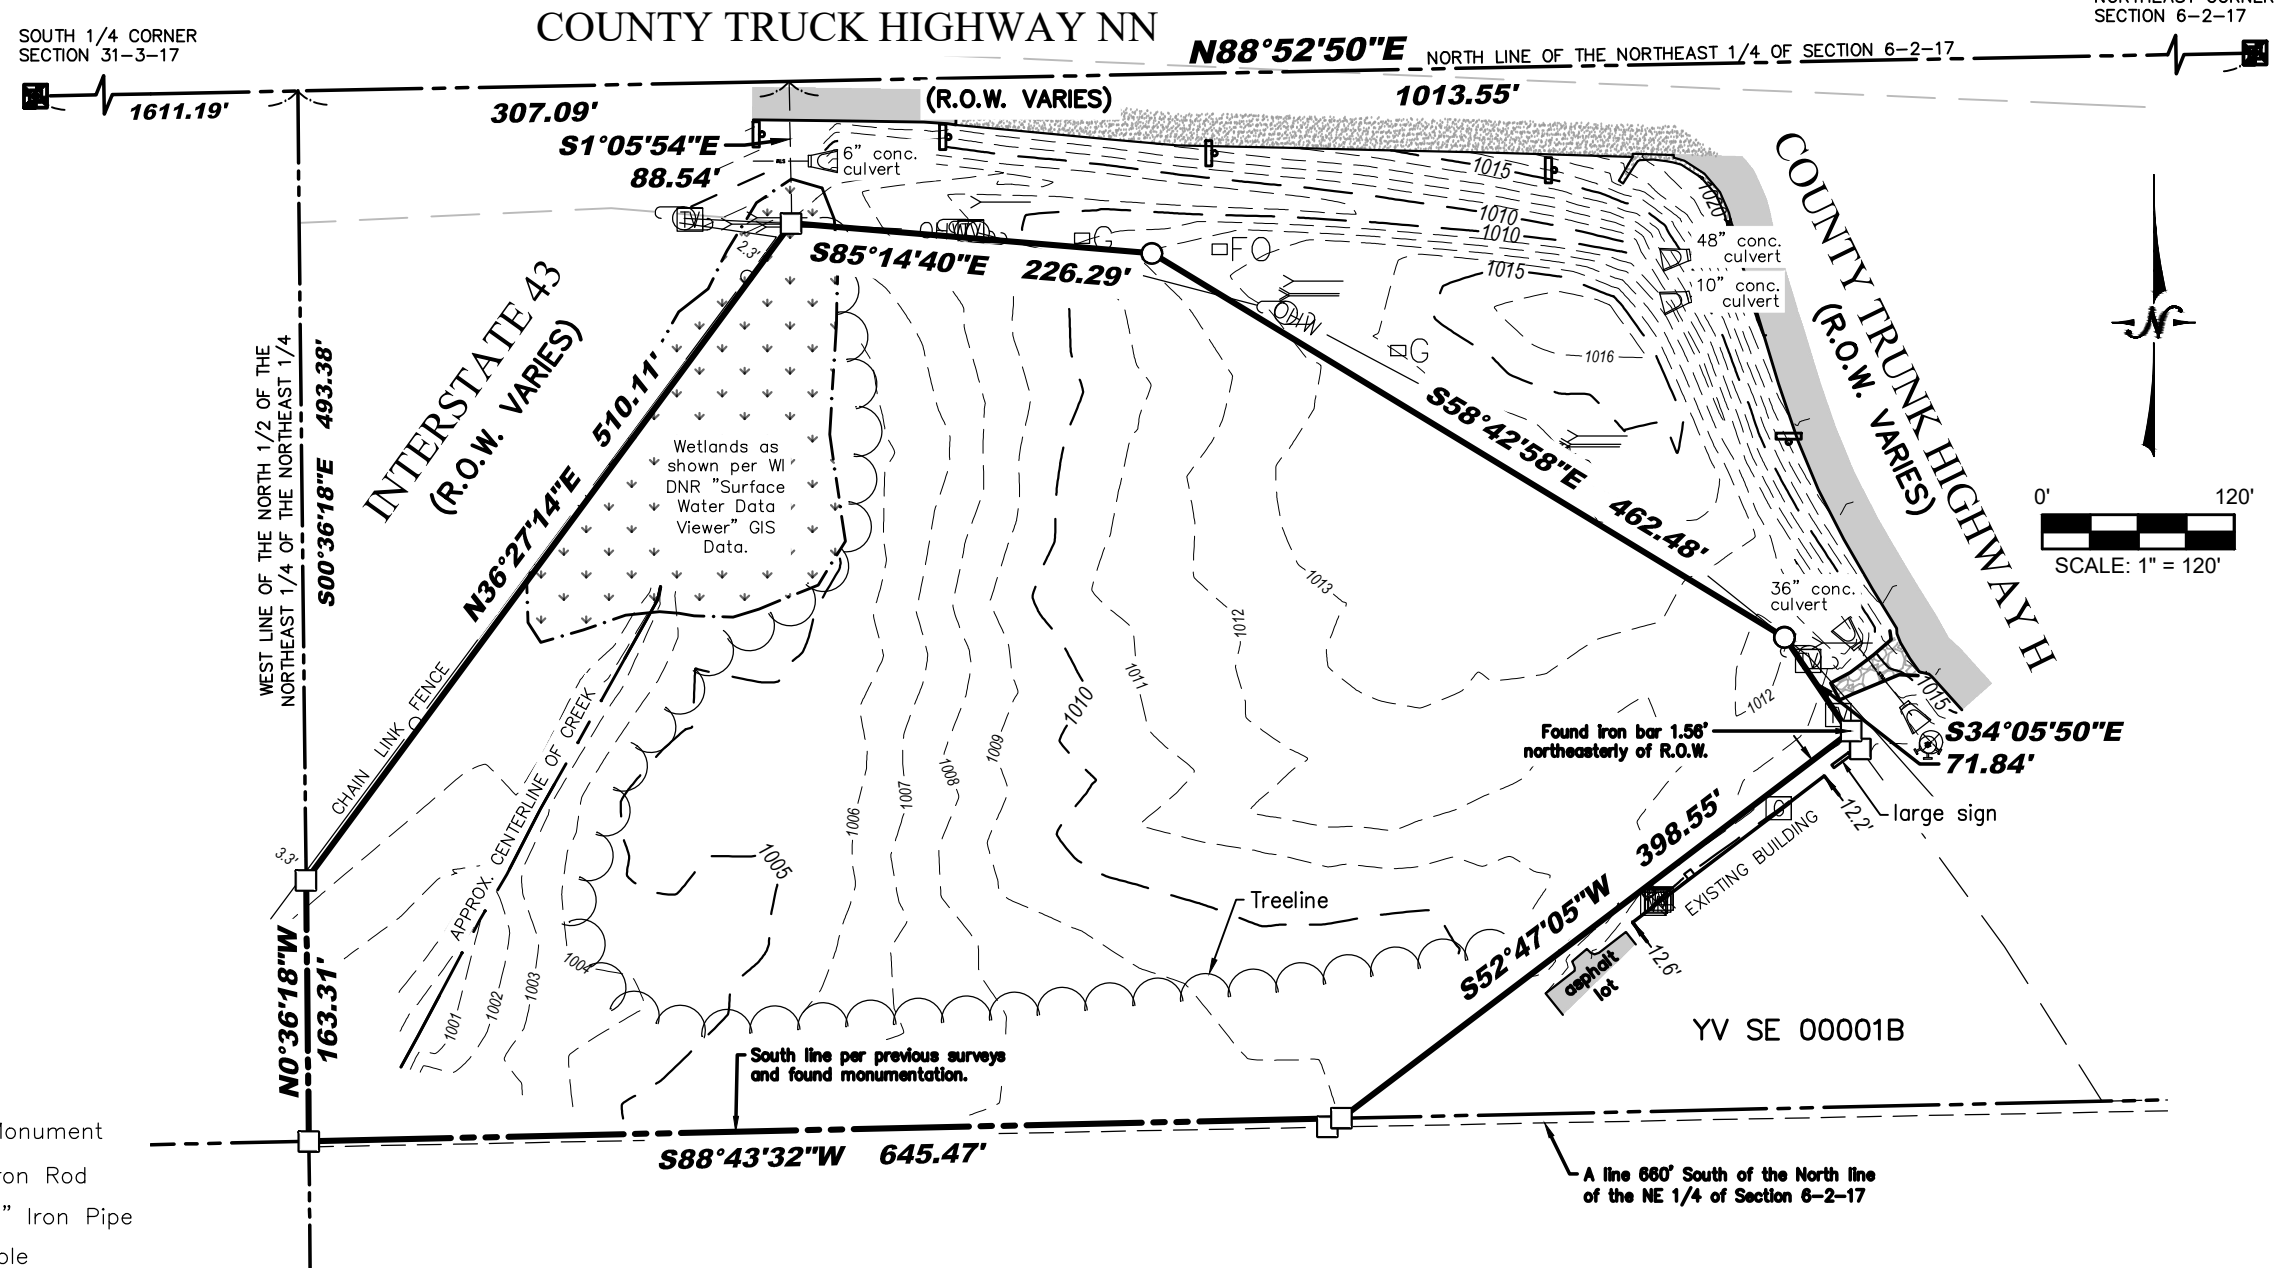 COUNTY TRUCK HIGHWAY NN
SECTION 6-2-17
SOUTH 1/4 CORNER
SECTION 31-3-17
N88°52'50"E
NORTH LINE OF THE NORTHEAST 1/4 OF SECTION 6-2-17
1611.19'
307.09'
(R.O.W. VARIES)
1013.55'
S1°05'54"E
88.54'
6" conc.
culvert
1015
1020
1010
1010
1015
1016
48" conc.
culvert
10" conc.
culvert
COUNTY TRUNK HIGHWAY H
(R.O.W. VARIES)
N
TV
2.3'
G
FO
G
OHW
S85°14'40"E 226.29'
INTERSTATE 43
(R.O.W. VARIES)
WEST LINE OF THE NORTH 1/2 OF THE
NORTHEAST 1/4 OF THE NORTHEAST 1/4
S00°36'18"E 493.38'
N36°27'14"E 510.11'
Wetlands as
shown per WI
DNR "Surface
Water Data
Viewer" GIS
Data.
S58°42'58"E 462.48'
0' 120'
SCALE: 1" = 120'
36" conc.
culvert
1013
1012
1011
1010
1012
1015
CHAIN LINK FENCE
APPROX. CENTERLINE OF CREEK
Found iron bar 1.56'
northeasterly of R.O.W.
S34°05'50"E
71.84'
large sign
12.2'
G
EXISTING BUILDING
1009
1008
1007
1006
1005
1004
1003
1002
1001
3.3'
Treeline
S52°47'05"W 398.55'
12.6'
asphalt
lot
YV SE 00001B
N0°36'18"W
163.31'
South line per previous surveys
and found monumentation.
S88°43'32"W 645.47'
A line 660' South of the North line
of the NE 1/4 of Section 6-2-17
Monument
ron Rod
" Iron Pipe
ole